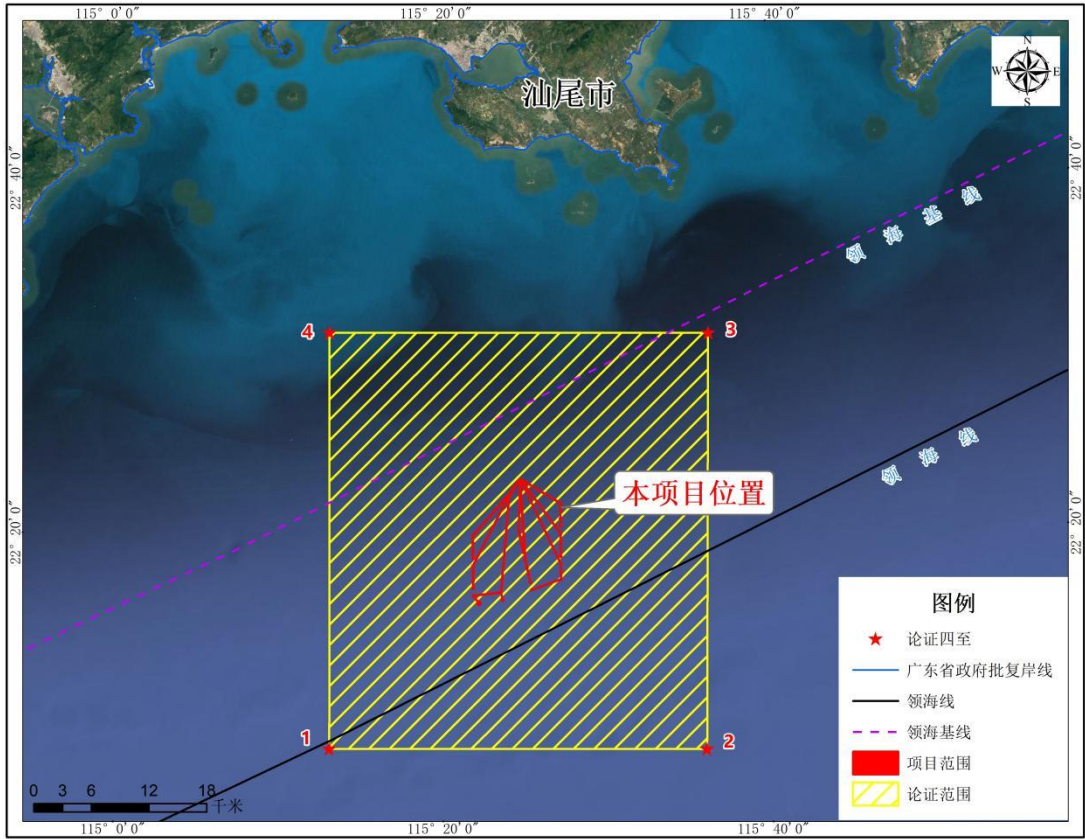 115° 0′ 0″
115° 20′ 0″
115° 40′ 0″
N
W
E
S
汕尾市
22° 40′ 0″
22° 40′ 0″
领海基线
4
3
领海线
本项目位置
22° 20′ 0″
22° 20′ 0″
1
2
图例
论证四至
广东省政府批复岸线
领海线
领海基线
项目范围
论证范围
0 3 6 12 18
千米
115° 0′ 0″
115° 20′ 0″
115° 40′ 0″